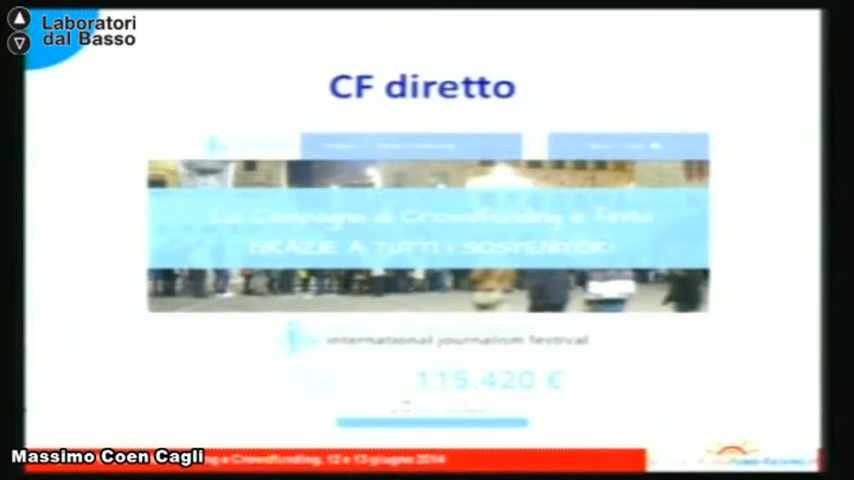 Laboratori
dal Basso
CF diretto
La Campagna di Crowdfunding è finita
GRAZIE A TUTTI I SOSTENITORI
international journalism festival
115.420 €
Massimo Coen Cagli
e Crowdfunding, 12 e 13 giugno 2014